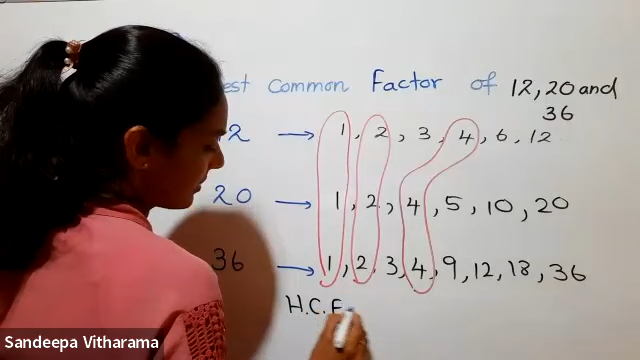 est Common Factor of 12, 20 and
36
2 → 1, 2, 3, 4, 6, 12
20 → 1, 2, 4, 5, 10, 20
36 → 1, 2, 3, 4, 9, 12, 18, 36
H.C.F
Sandeepa Vitharama